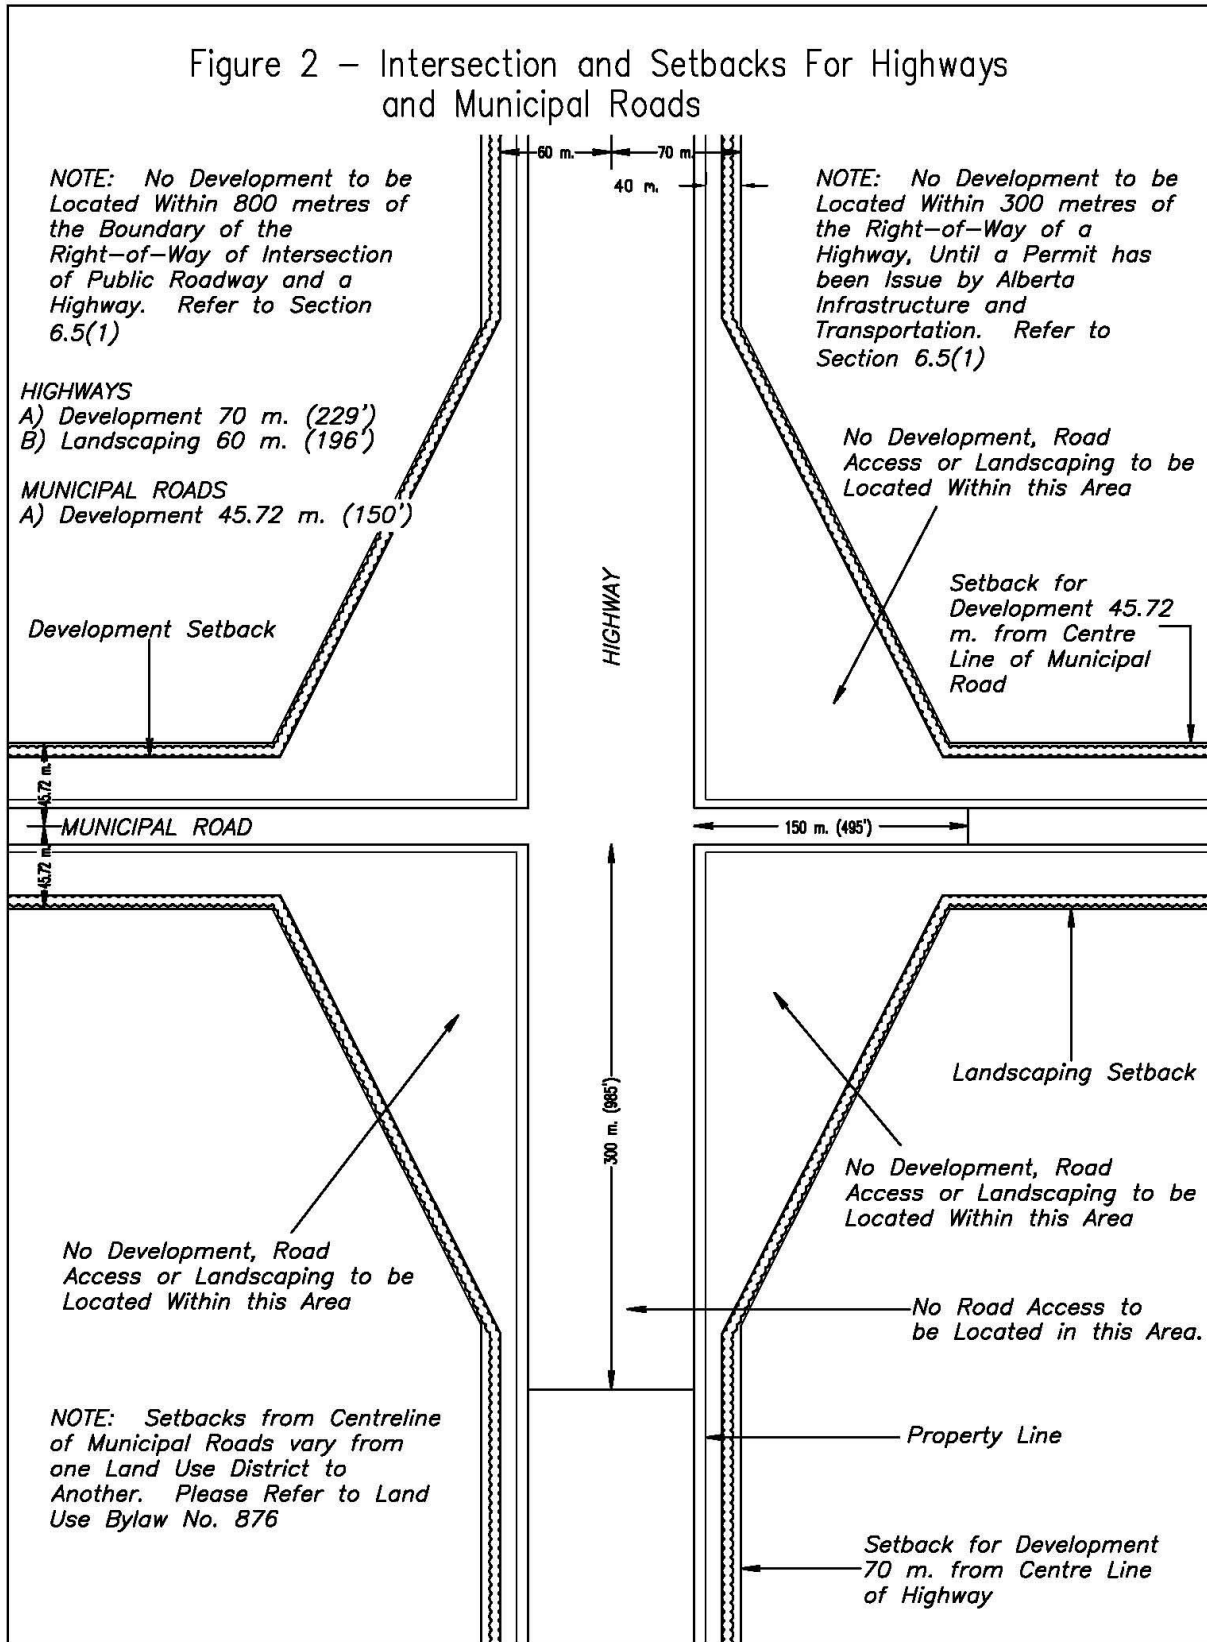 Figure 2 – Intersection and Setbacks For Highways
and Municipal Roads
60 m.
70 m.
40 m.
NOTE: No Development to be
Located Within 800 metres of
the Boundary of the
Right–of–Way of Intersection
of Public Roadway and a
Highway. Refer to Section
6.5(1)
NOTE: No Development to be
Located Within 300 metres of
the Right–of–Way of a
Highway, Until a Permit has
been Issue by Alberta
Infrastructure and
Transportation. Refer to
Section 6.5(1)
HIGHWAYS
A) Development 70 m. (229')
B) Landscaping 60 m. (196')
MUNICIPAL ROADS
A) Development 45.72 m. (150')
No Development, Road
Access or Landscaping to be
Located Within this Area
HIGHWAY
Setback for
Development 45.72
m. from Centre
Line of Municipal
Road
Development Setback
45.72 m.
MUNICIPAL ROAD
45.72 m.
150 m. (495')
300 m. (985')
Landscaping Setback
No Development, Road
Access or Landscaping to be
Located Within this Area
No Development, Road
Access or Landscaping to be
Located Within this Area
No Road Access to
be Located in this Area.
NOTE: Setbacks from Centreline
of Municipal Roads vary from
one Land Use District to
Another. Please Refer to Land
Use Bylaw No. 876
Property Line
Setback for Development
70 m. from Centre Line
of Highway